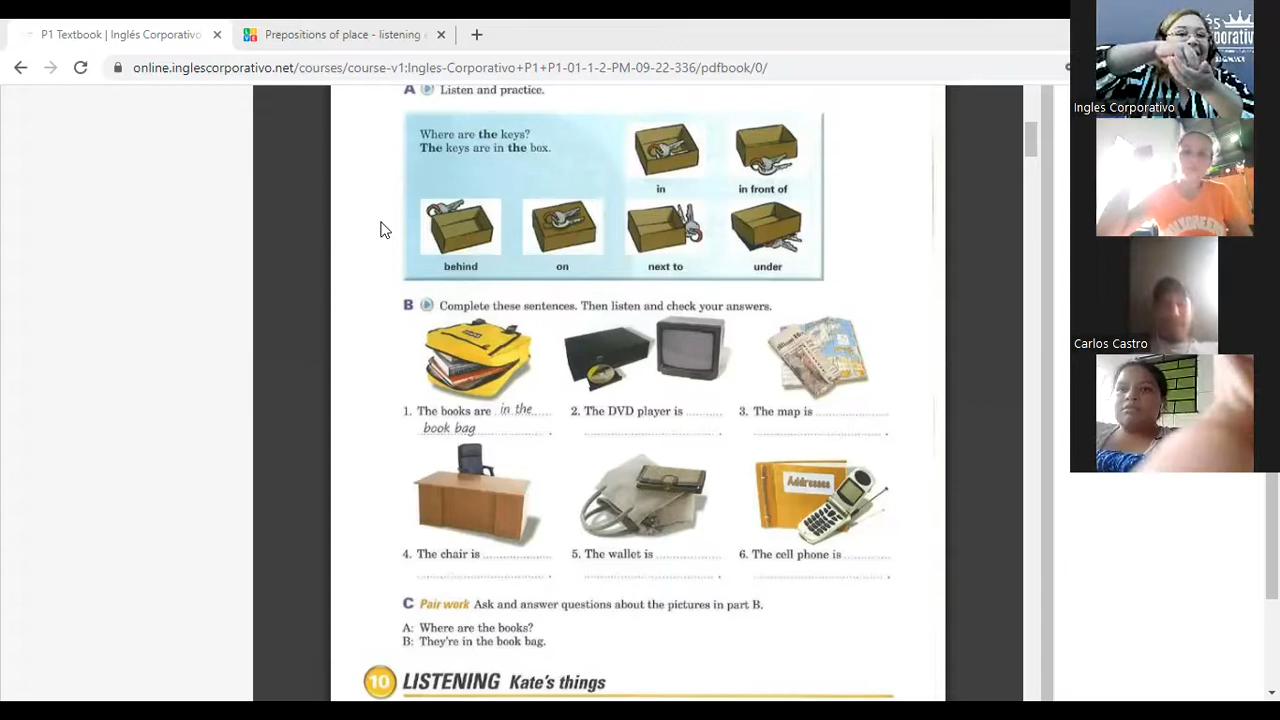 P1 Textbook | Inglés Corporativo
Prepositions of place - listening
online.inglescorporativo.net/courses/course-v1:Ingles-Corporativo+P1+P1-01-1-2-PM-09-22-336/pdfbook/0/
A Listen and practice.
Where are the keys?
The keys are in the box.
in
in front of
behind
on
next to
under
B Complete these sentences. Then listen and check your answers.
1. The books are in the
book bag.
2. The DVD player is
3. The map is
Addresses
4. The chair is
5. The wallet is
6. The cell phone is
C Pair work Ask and answer questions about the pictures in part B.
A: Where are the books?
B: They're in the book bag.
10 LISTENING Kate's things
Ingles Corporativo
Carlos Castro